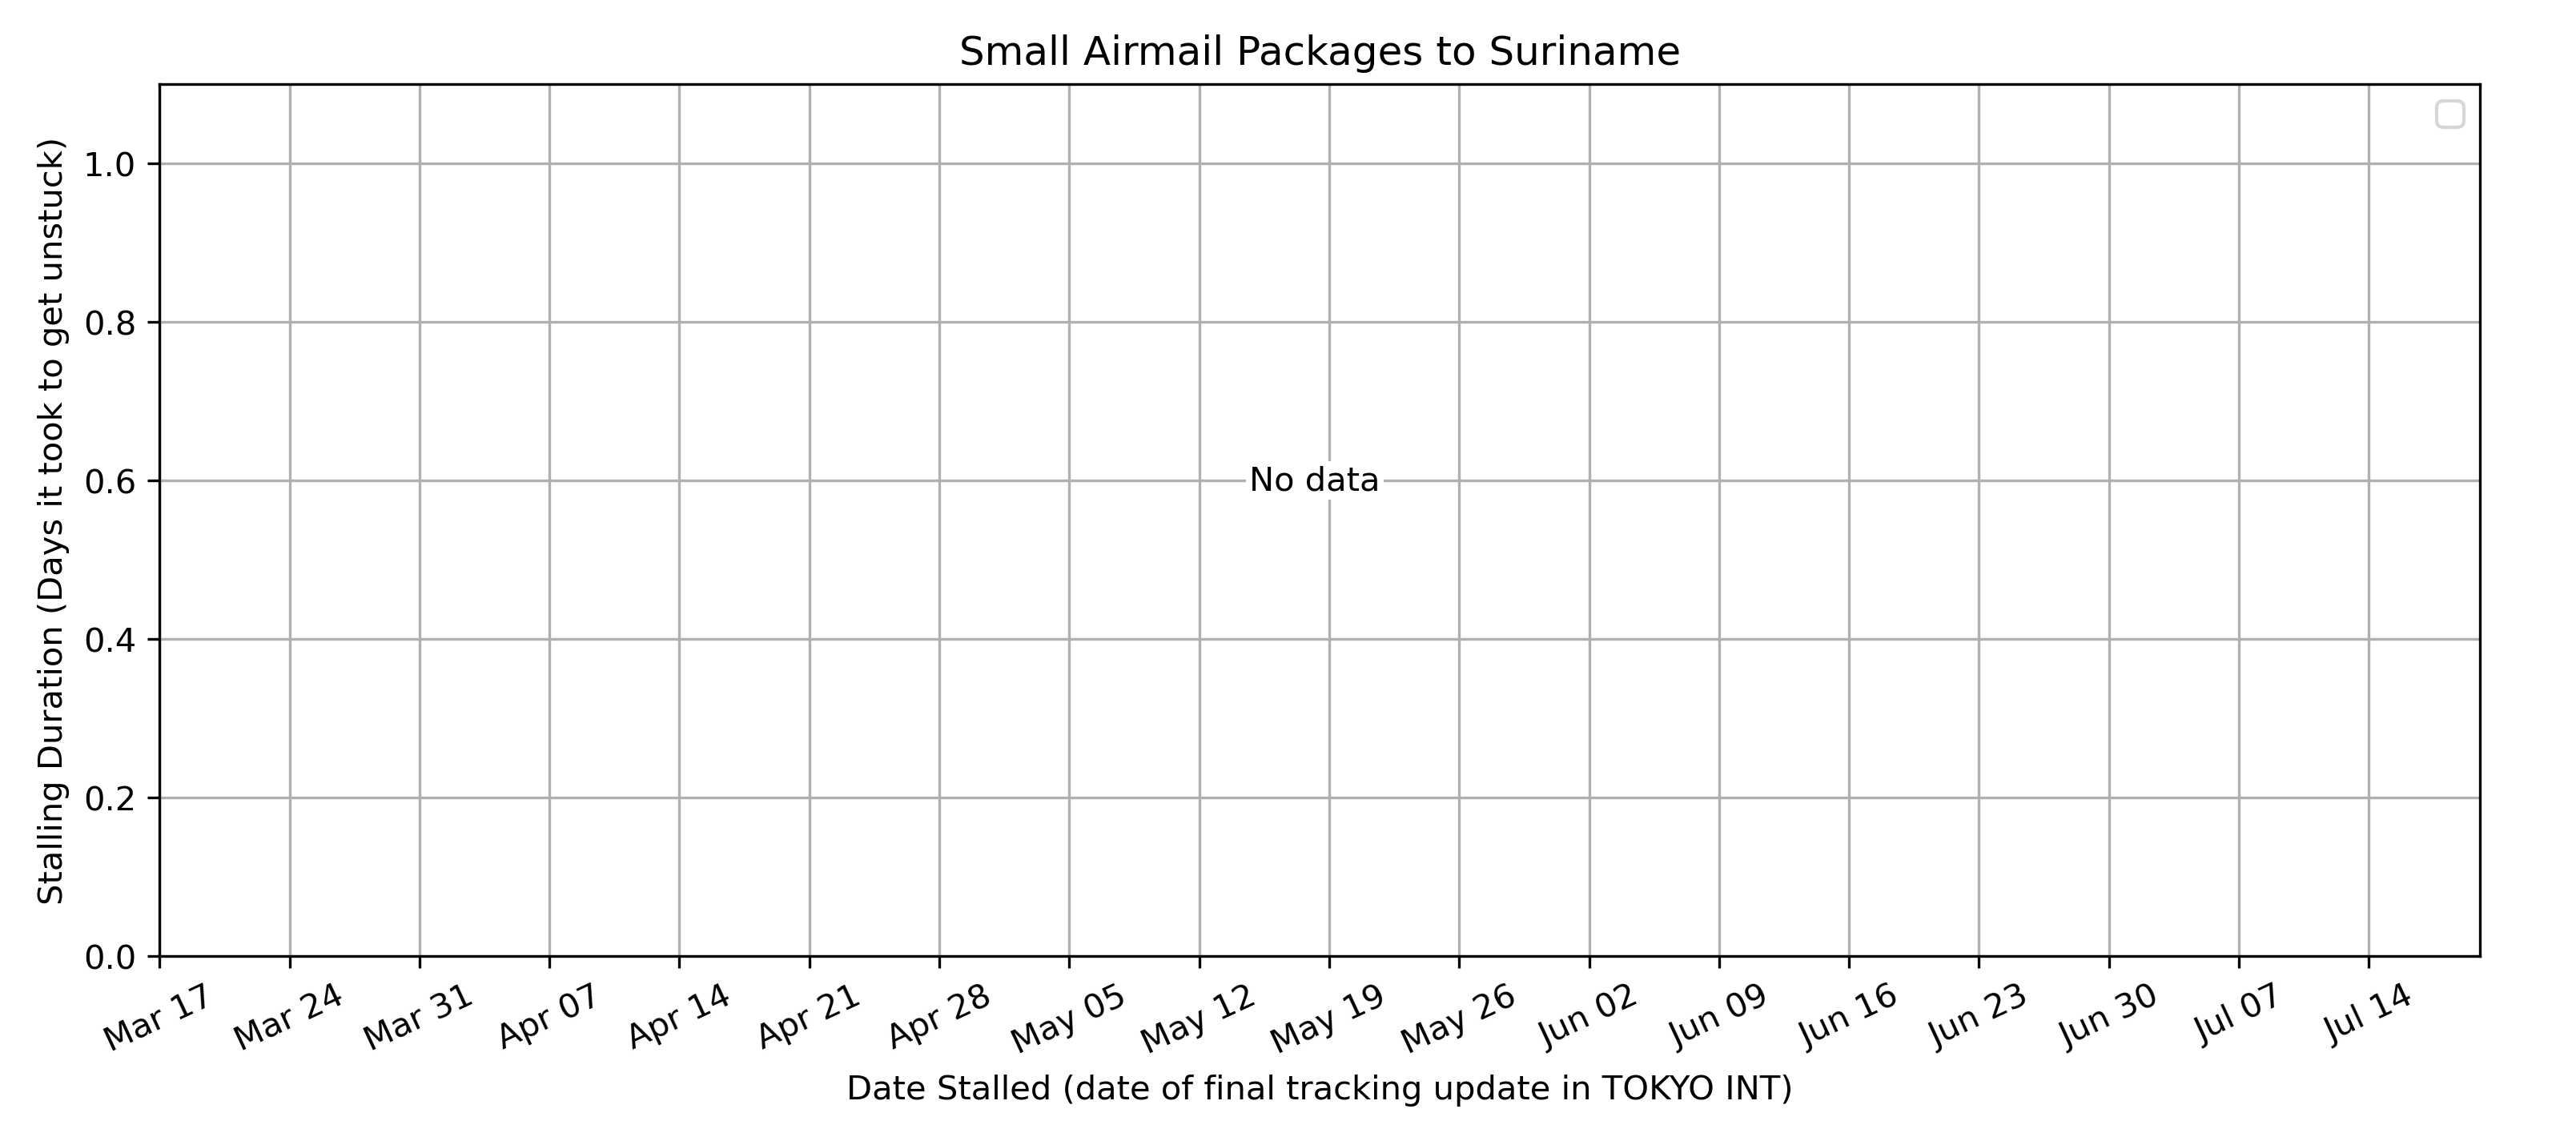 Small Airmail Packages to Suriname
Stalling Duration (Days it took to get unstuck)
1.0
0.8
0.6
0.4
0.2
0.0
No data
Mar 17
Mar 24
Mar 31
Apr 07
Apr 14
Apr 21
Apr 28
May 05
May 12
May 19
May 26
Jun 02
Jun 09
Jun 16
Jun 23
Jun 30
Jul 07
Jul 14
Date Stalled (date of final tracking update in TOKYO INT)